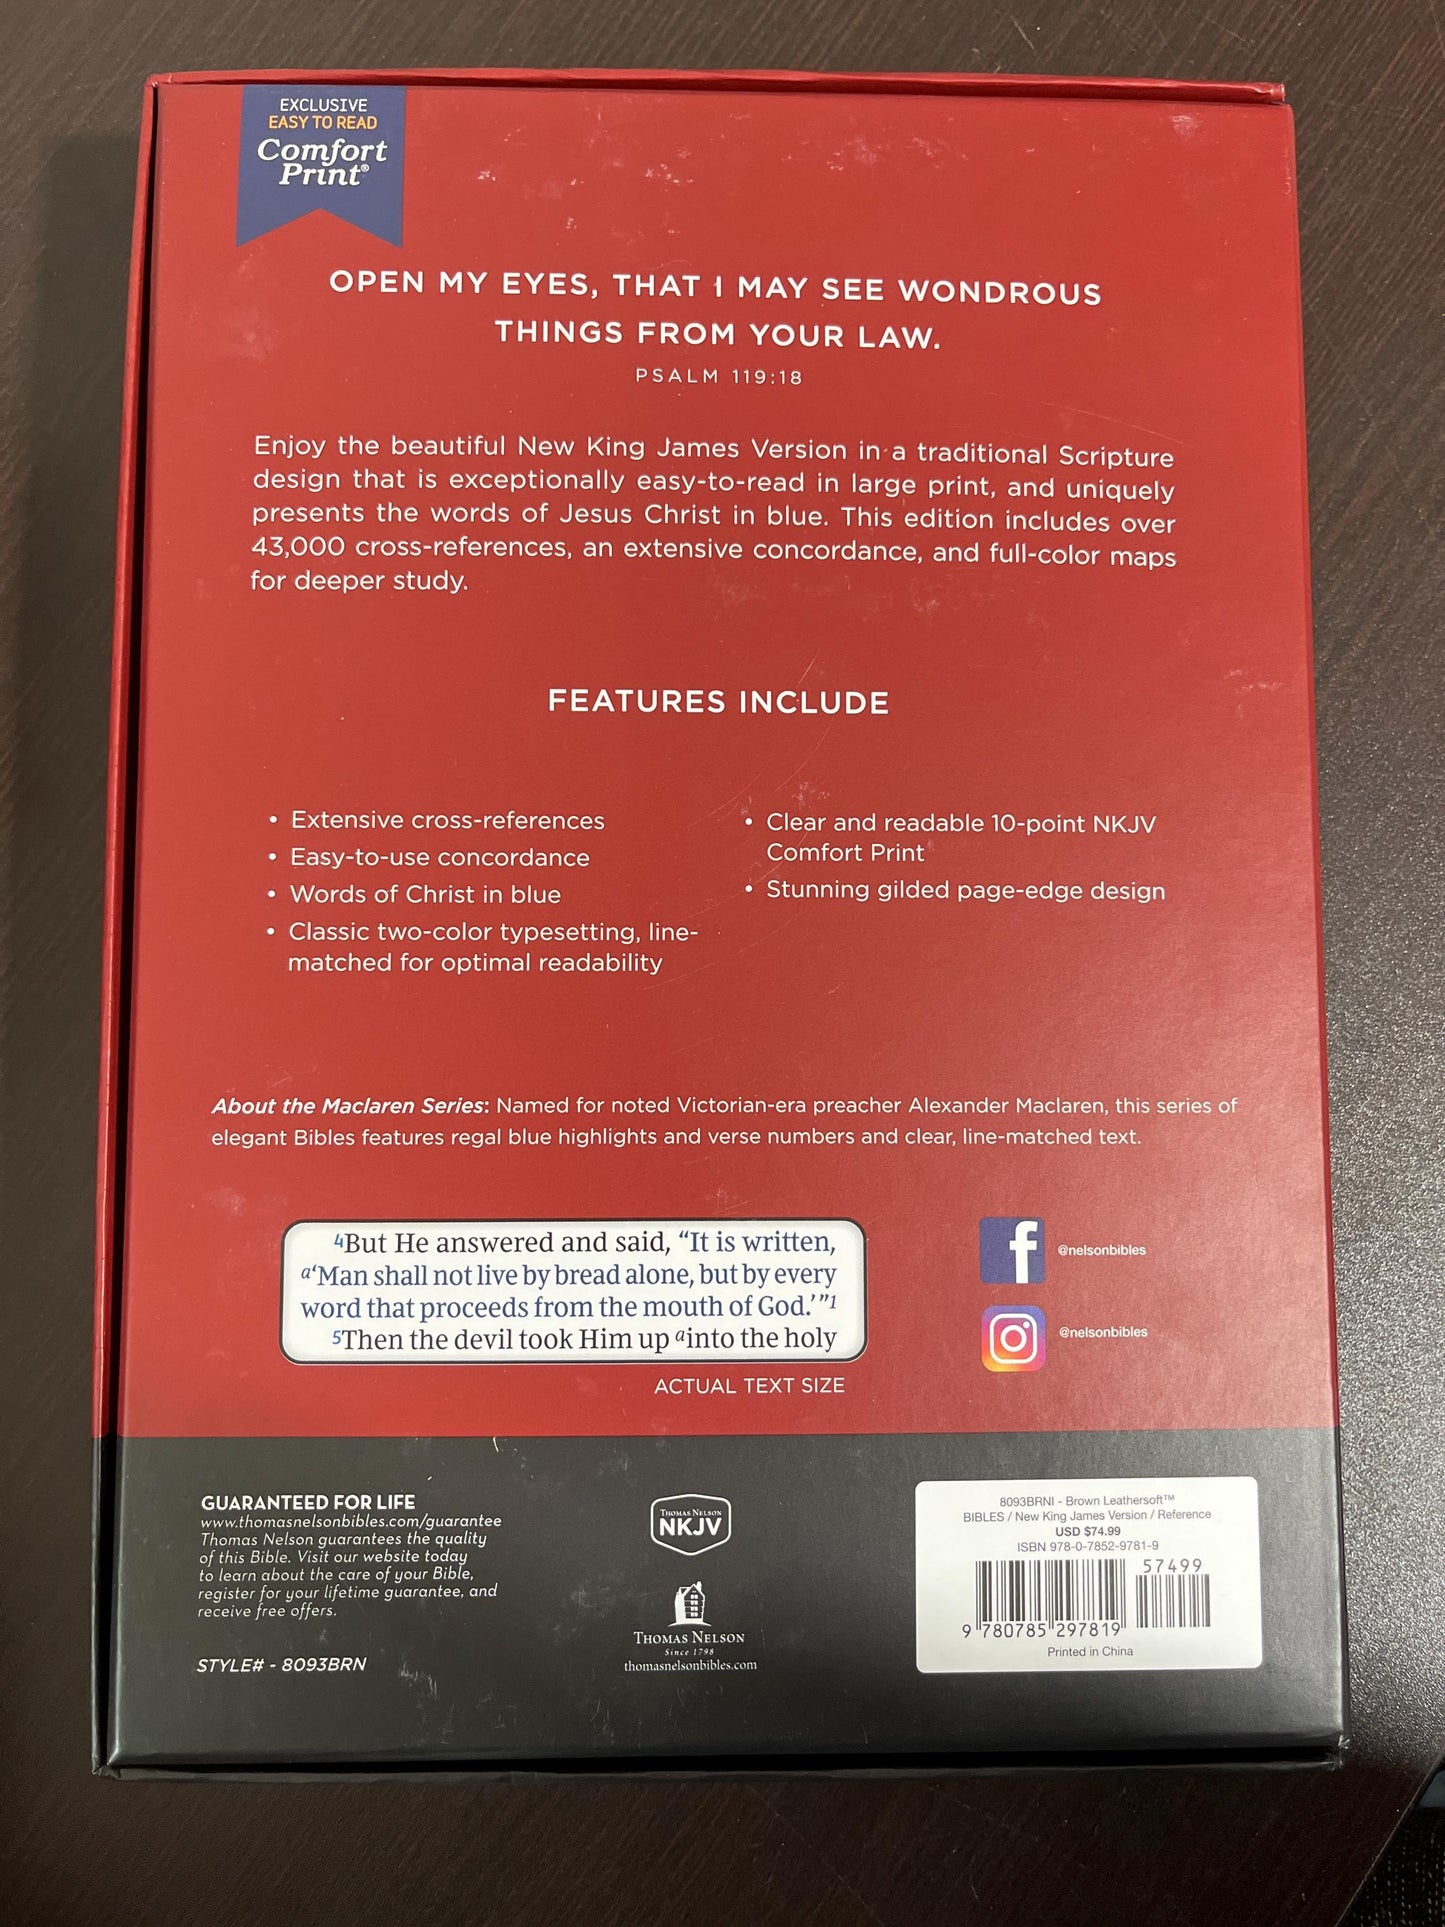 EXCLUSIVE
EASY TO READ
Comfort
Print®
OPEN MY EYES, THAT I MAY SEE WONDROUS
THINGS FROM YOUR LAW.
PSALM 119:18
Enjoy the beautiful New King James Version in a traditional Scripture
design that is exceptionally easy-to-read in large print, and uniquely
presents the words of Jesus Christ in blue. This edition includes over
43,000 cross-references, an extensive concordance, and full-color maps
for deeper study.
FEATURES INCLUDE
• Extensive cross-references
• Easy-to-use concordance
• Words of Christ in blue
• Classic two-color typesetting, line-
matched for optimal readability
• Clear and readable 10-point NKJV
Comfort Print
• Stunning gilded page-edge design
About the Maclaren Series: Named for noted Victorian-era preacher Alexander Maclaren, this series of
elegant Bibles features regal blue highlights and verse numbers and clear, line-matched text.
4But He answered and said, “It is written,
a‘Man shall not live by bread alone, but by every
word that proceeds from the mouth of God.’”1
5Then the devil took Him up ainto the holy
ACTUAL TEXT SIZE
@nelsonbibles
@nelsonbibles
GUARANTEED FOR LIFE
www.thomasnelsonbibles.com/guarantee
Thomas Nelson guarantees the quality
of this Bible. Visit our website today
to learn about the care of your Bible,
register for your lifetime guarantee, and
receive free offers.
STYLE# - 8093BRN
THOMAS NELSON
NKJV
THOMAS NELSON
Since 1798
thomasnelsonbibles.com
8093BRNI - Brown Leathersoft™
BIBLES / New King James Version / Reference
USD $74.99
ISBN 978-0-7852-9781-9
57499
9 780785 297819
Printed in China